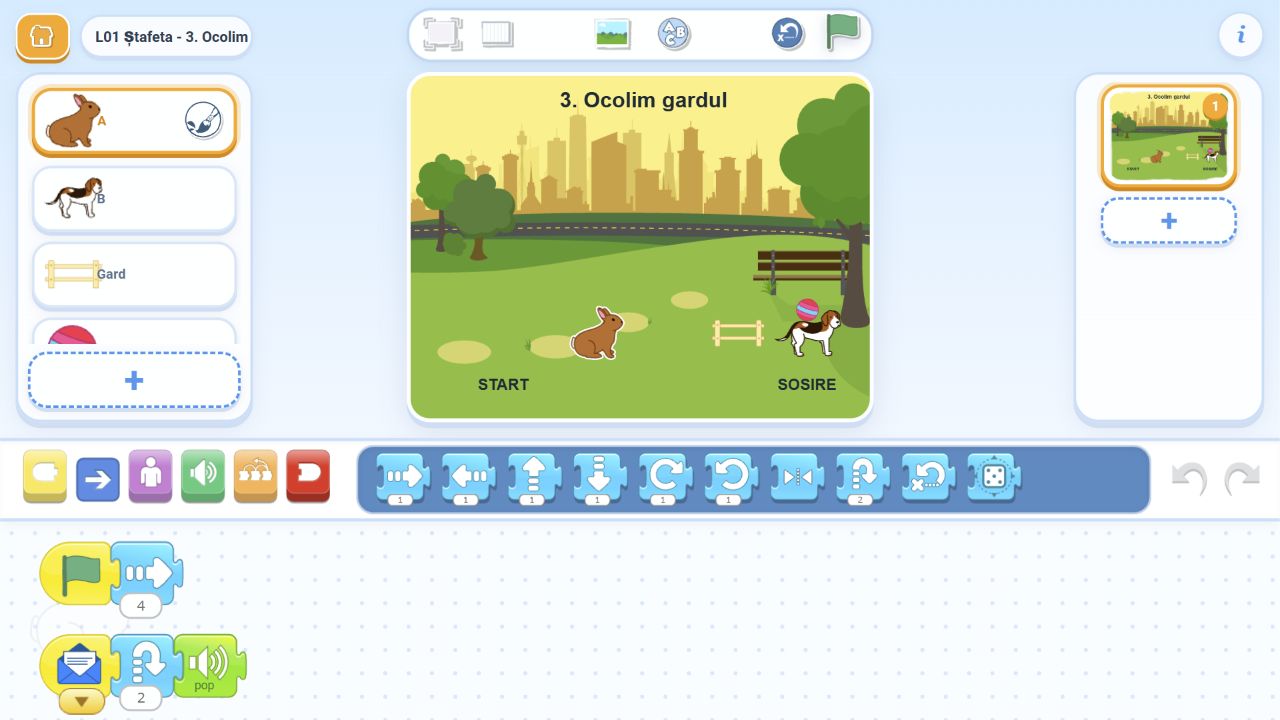 L01 Ștafeta - 3. Ocolim
A
B
Gard
A
B
C
i
3. Ocolim gardul
START
SOSIRE
3. Ocolim gardul
1
START
SOSIRE
1
1
1
1
1
1
2
4
2
pop